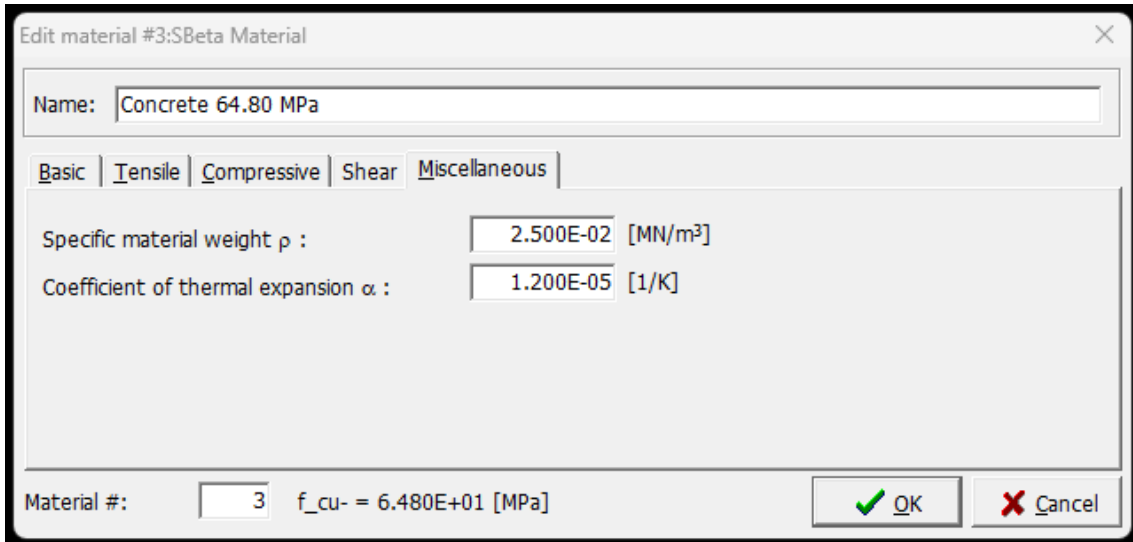 Edit material #3:SBeta Material
Name: Concrete 64.80 MPa
Basic Tensile Compressive Shear Miscellaneous
Specific material weight ρ : 2.500E-02 [MN/m³]
Coefficient of thermal expansion α : 1.200E-05 [1/K]
Material #: 3 f_cu- = 6.480E+01 [MPa] OK Cancel